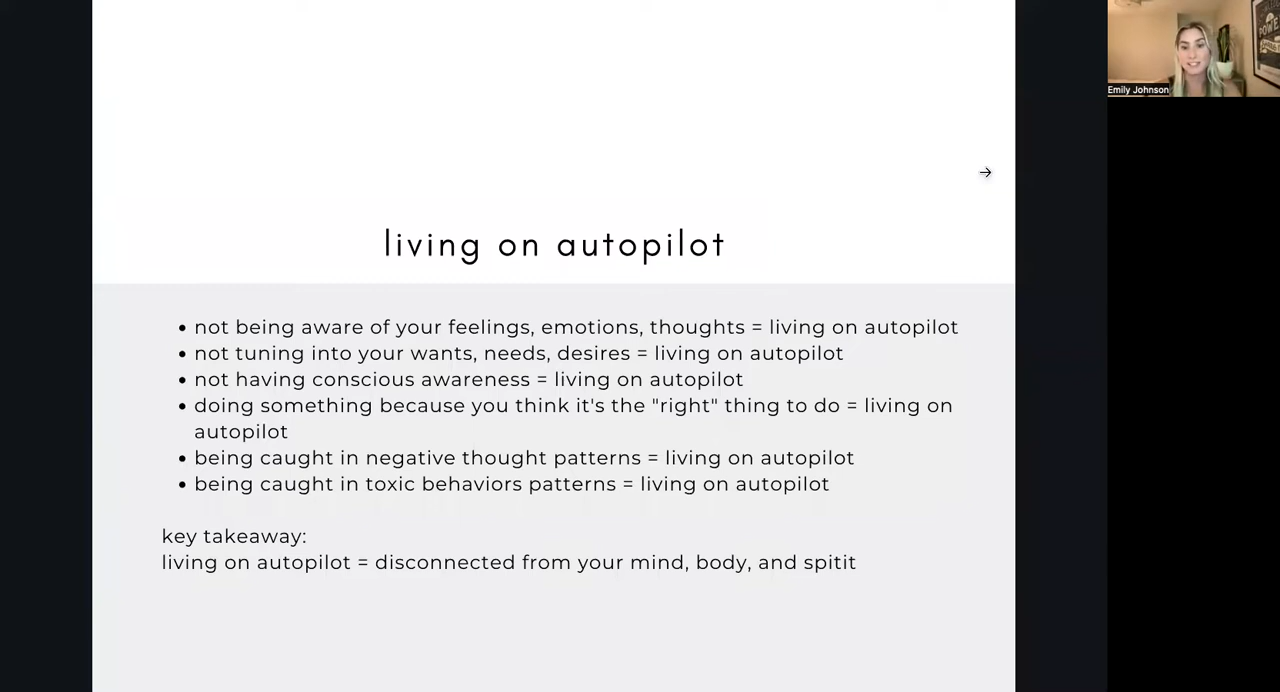 living on autopilot
• not being aware of your feelings, emotions, thoughts = living on autopilot
• not tuning into your wants, needs, desires = living on autopilot
• not having conscious awareness = living on autopilot
• doing something because you think it's the "right" thing to do = living on
autopilot
• being caught in negative thought patterns = living on autopilot
• being caught in toxic behaviors patterns = living on autopilot
key takeaway:
living on autopilot = disconnected from your mind, body, and spitit
Emily Johnson